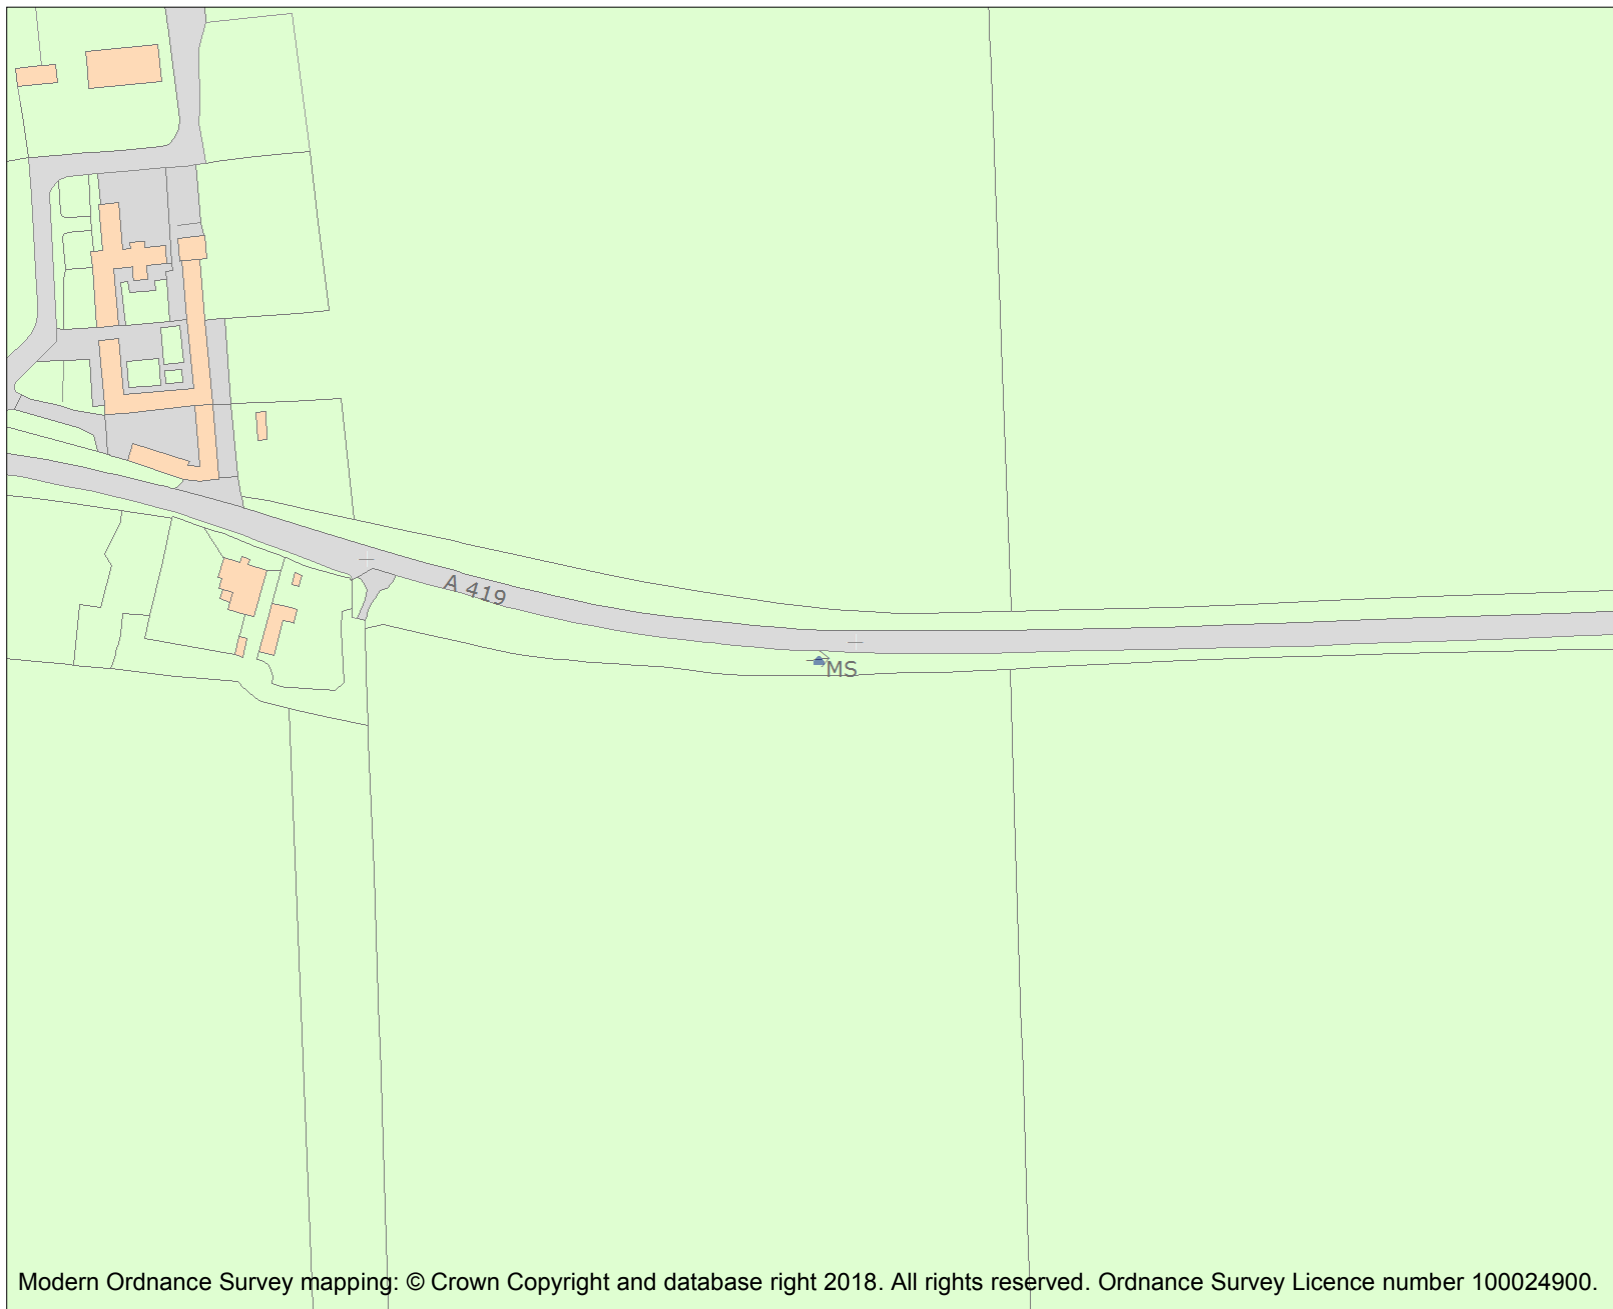 A 419
MS
Modern Ordnance Survey mapping: © Crown Copyright and database right 2018. All rights reserved. Ordnance Survey Licence number 100024900.